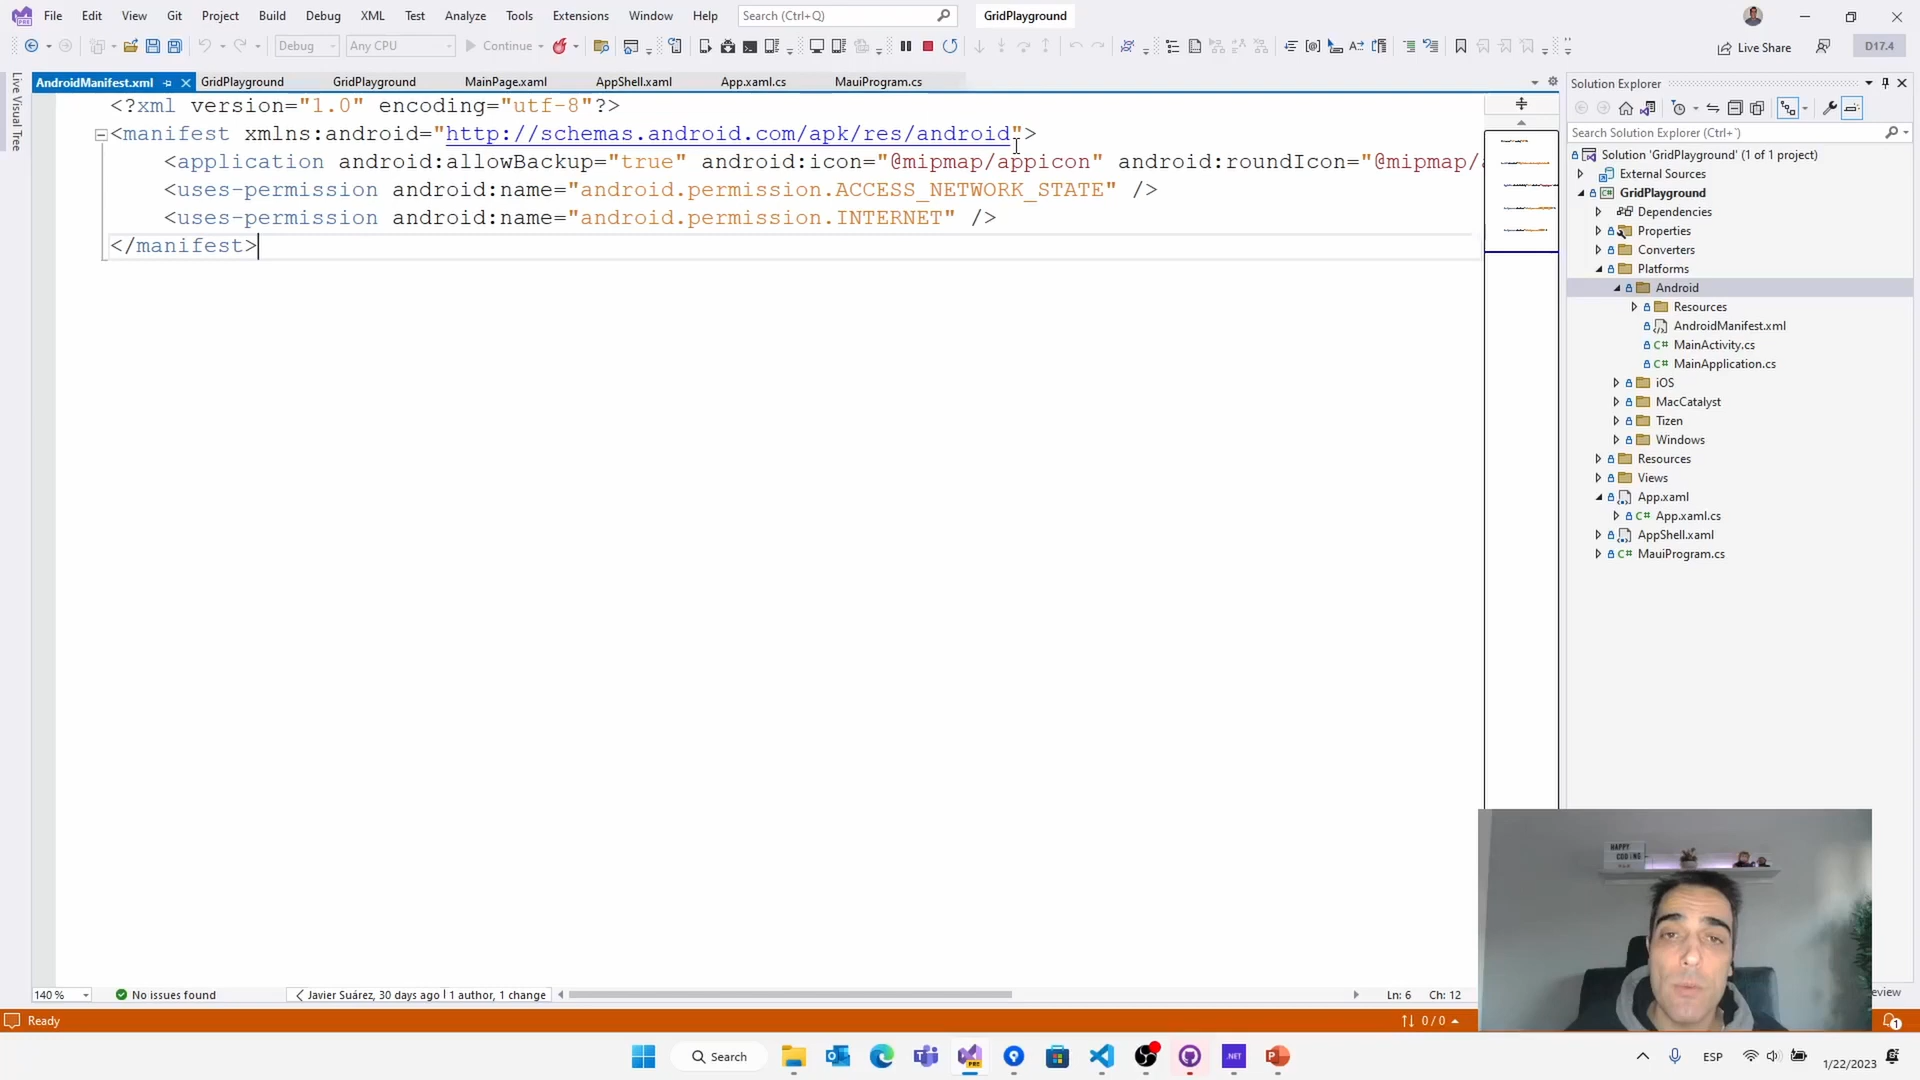 File Edit View Git Project Build Debug XML Test Analyze Tools Extensions Window Help Search (Ctrl+Q) GridPlayground
Debug Any CPU Continue Live Share D17.4
Live Visual Tree
AndroidManifest.xml GridPlayground GridPlayground MainPage.xaml AppShell.xaml App.xaml.cs MauiProgram.cs
<?xml version="1.0" encoding="utf-8"?>
<manifest xmlns:android="http://schemas.android.com/apk/res/android">
<application android:allowBackup="true" android:icon="@mipmap/appicon" android:roundIcon="@mipmap/
<uses-permission android:name="android.permission.ACCESS_NETWORK_STATE" />
<uses-permission android:name="android.permission.INTERNET" />
</manifest>
Solution Explorer
Search Solution Explorer (Ctrl+`)
Solution 'GridPlayground' (1 of 1 project)
External Sources
GridPlayground
Dependencies
Properties
Converters
Platforms
Android
Resources
AndroidManifest.xml
C# MainActivity.cs
C# MainApplication.cs
iOS
MacCatalyst
Tizen
Windows
Resources
Views
App.xaml
C# App.xaml.cs
AppShell.xaml
C# MauiProgram.cs
HAPPY
CODING
140 % No issues found Javier Suárez, 30 days ago | 1 author, 1 change Ln: 6 Ch: 12
Ready 0 / 0 1
Search PRE .NET ESP 1/22/2023